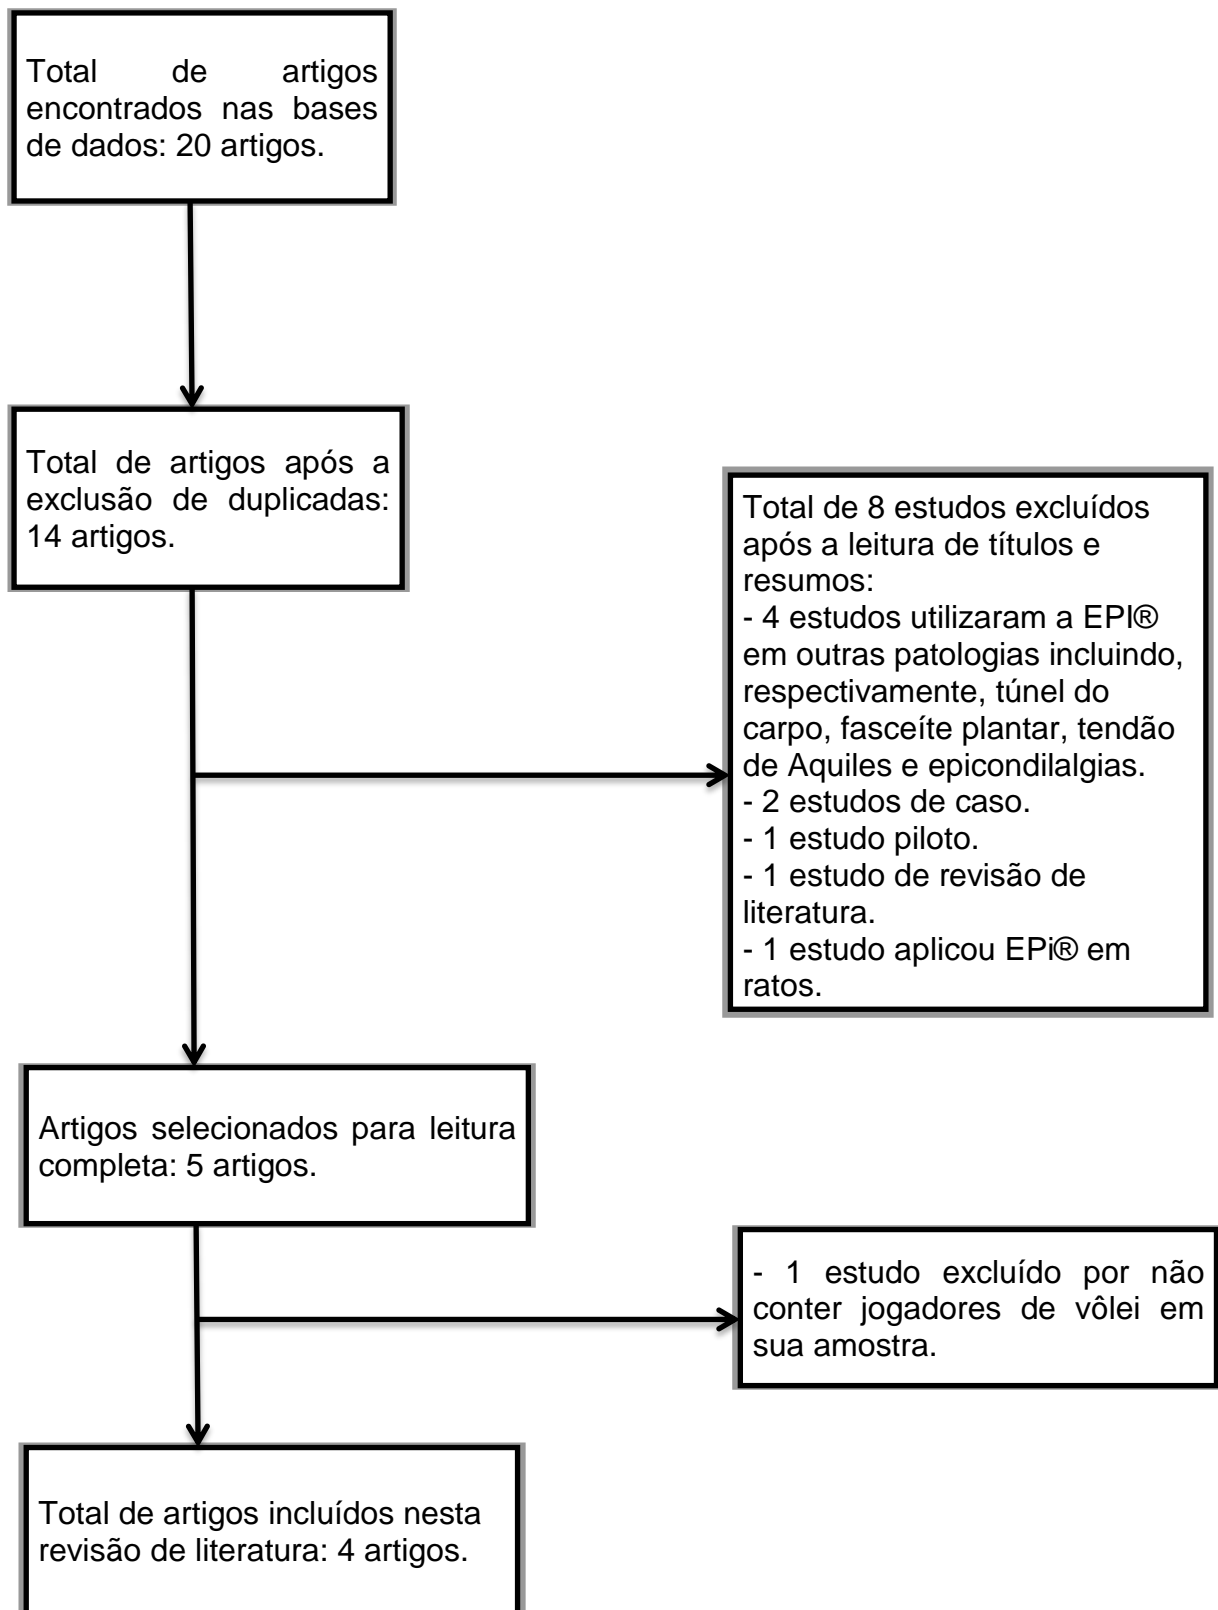 Total de artigos
encontrados nas bases
de dados: 20 artigos.
Total de artigos após a
exclusão de duplicadas:
14 artigos.
Total de 8 estudos excluídos
após a leitura de títulos e
resumos:
- 4 estudos utilizaram a EPI®
em outras patologias incluindo,
respectivamente, túnel do
carpo, fasceíte plantar, tendão
de Aquiles e epicondilalgias.
- 2 estudos de caso.
- 1 estudo piloto.
- 1 estudo de revisão de
literatura.
- 1 estudo aplicou EPi® em
ratos.
Artigos selecionados para leitura
completa: 5 artigos.
- 1 estudo excluído por não
conter jogadores de vôlei em
sua amostra.
Total de artigos incluídos nesta
revisão de literatura: 4 artigos.